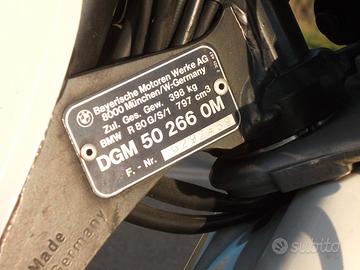 Bayerische Motoren Werke AG
8000 München/W-Germany
Zul. Ges. Gew. 398 kg
BMW R 80 G/S/1 797 cm³
DGM 50 266 OM
F. - Nr.
Made
Germany
subito